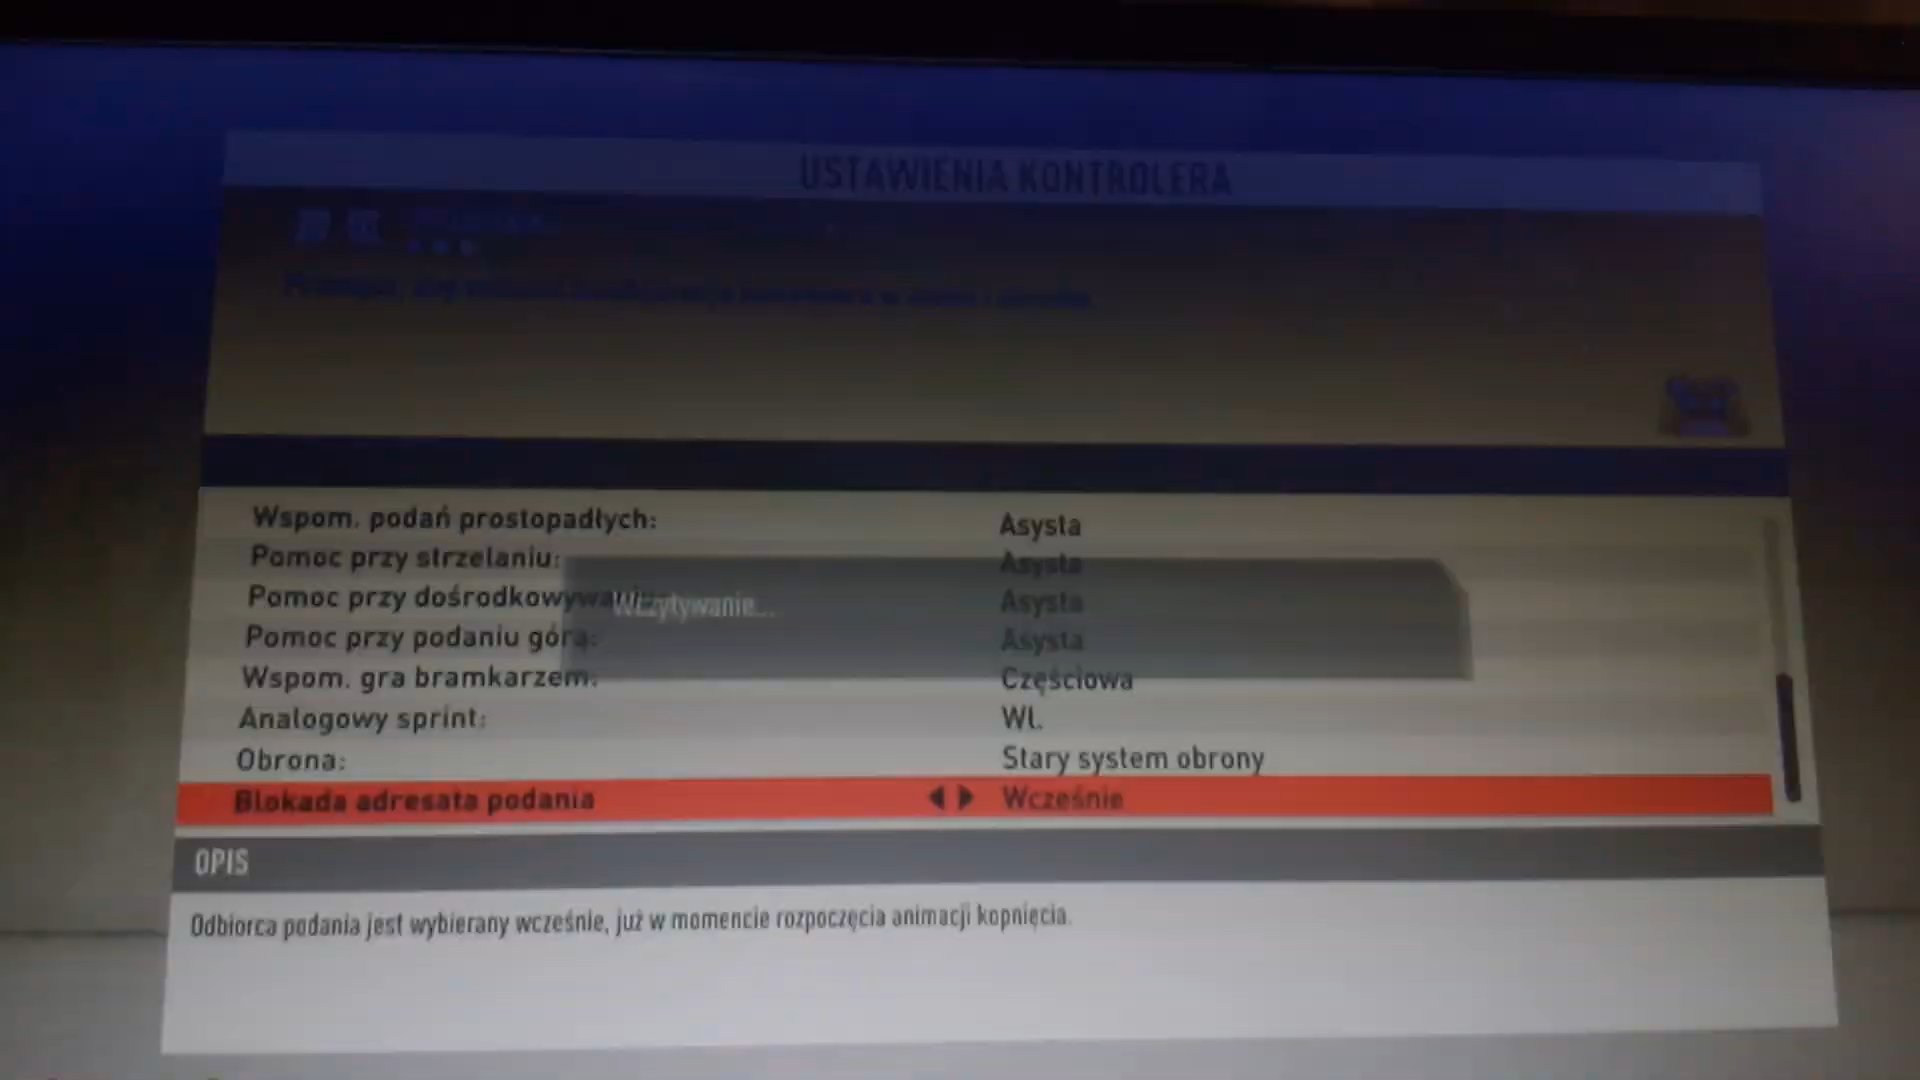 USTAWIENIA KONTROLERA
Wspom. podań prostopadłych: Asysta
Pomoc przy strzelaniu: Asysta
Pomoc przy dośrodkowywaniu: Asysta
Wczytywanie...
Pomoc przy podaniu górą: Asysta
Wspom. gra bramkarzem: Częściowa
Analogowy sprint: Wł.
Obrona: Stary system obrony
Blokada adresata podania Wcześnie
OPIS
Odbiorca podania jest wybierany wcześnie, już w momencie rozpoczęcia animacji kopnięcia.